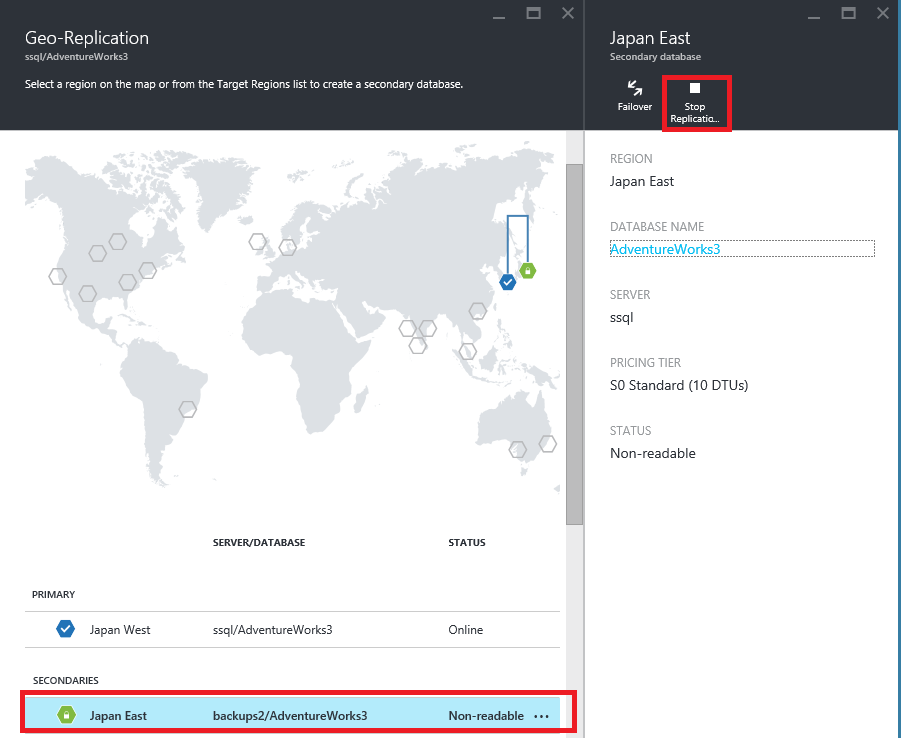 Geo-Replication
ssql/AdventureWorks3
Select a region on the map or from the Target Regions list to create a secondary database.
SERVER/DATABASE STATUS
PRIMARY
Japan West ssql/AdventureWorks3 Online
SECONDARIES
Japan East backups2/AdventureWorks3 Non-readable ...
Japan East
Secondary database
Failover
Stop
Replicatio...
REGION
Japan East
DATABASE NAME
AdventureWorks3
SERVER
ssql
PRICING TIER
S0 Standard (10 DTUs)
STATUS
Non-readable